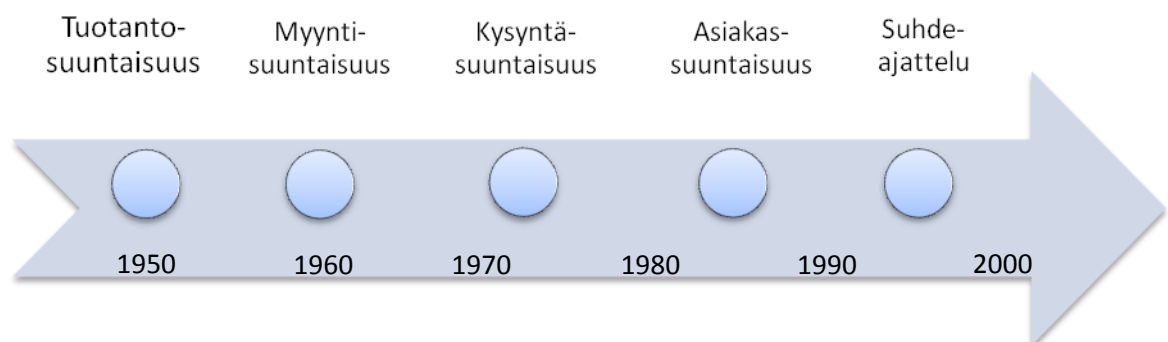 Tuotanto-
suuntaisuus
Myynti-
suuntaisuus
Kysyntä-
suuntaisuus
Asiakas-
suuntaisuus
Suhde-
ajattelu
1950 1960 1970 1980 1990 2000